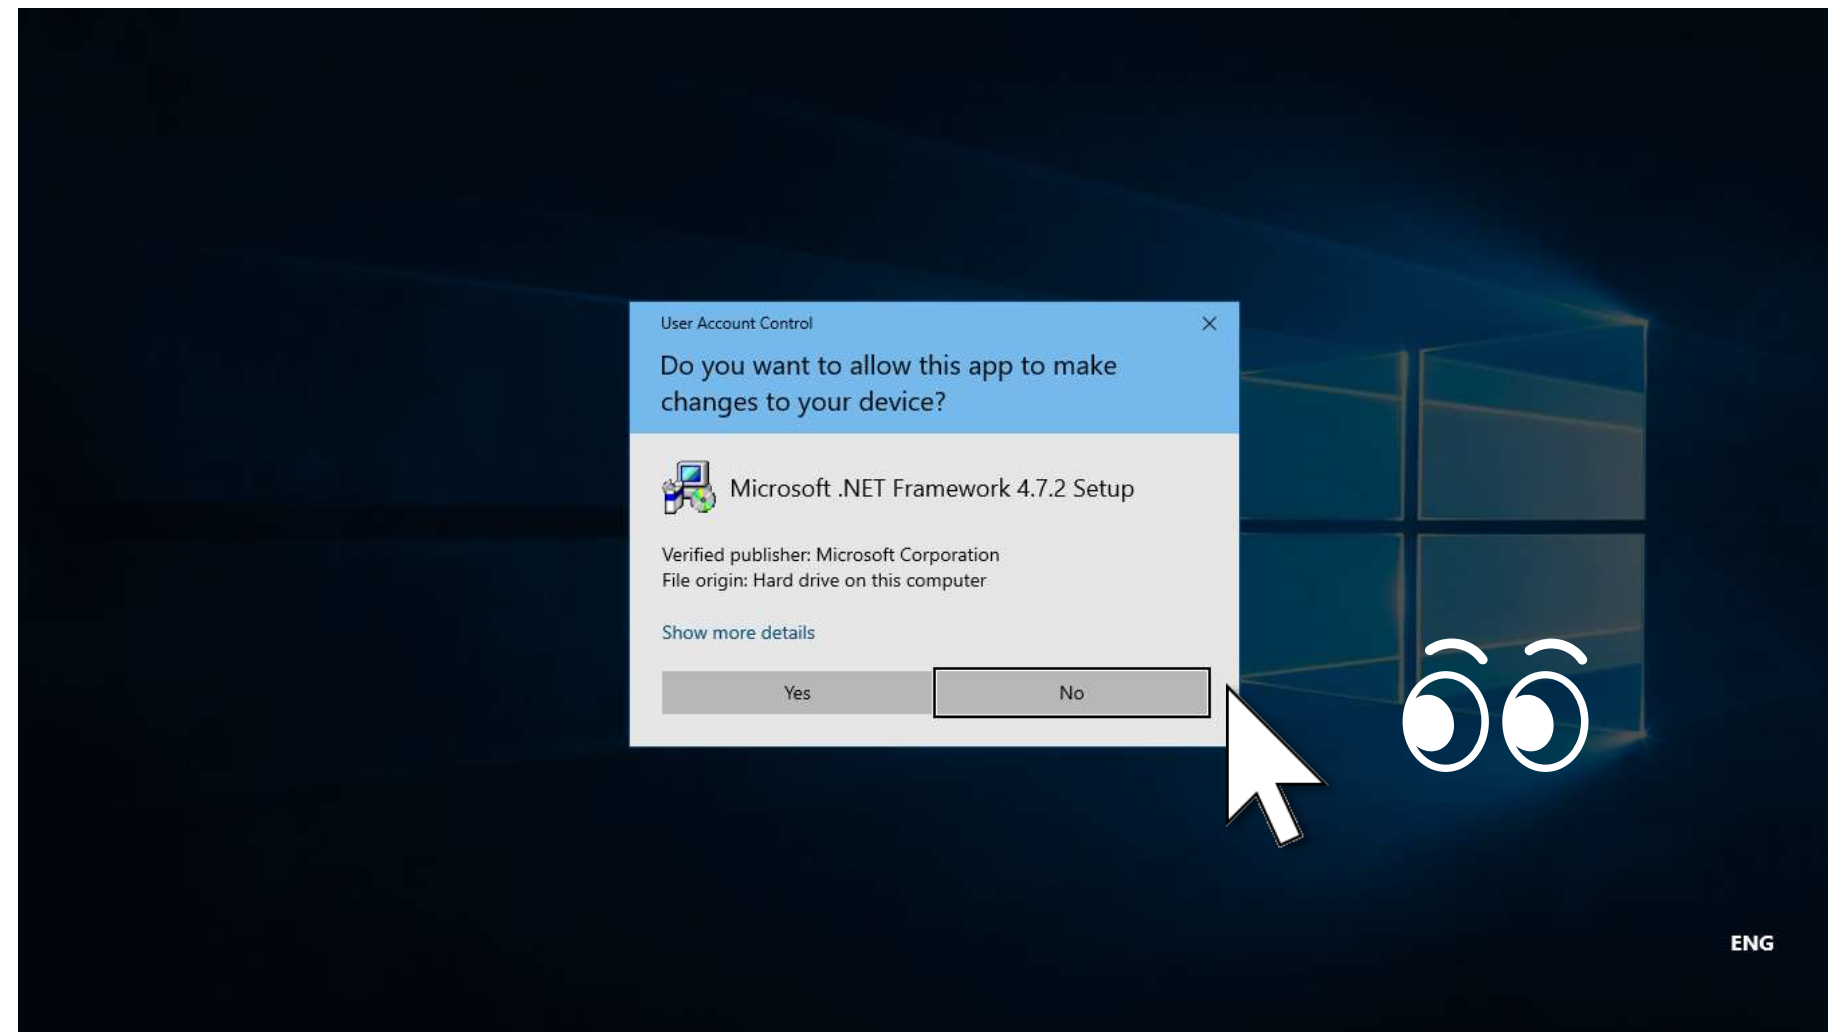 User Account Control
Do you want to allow this app to make
changes to your device?
Microsoft .NET Framework 4.7.2 Setup
Verified publisher: Microsoft Corporation
File origin: Hard drive on this computer
Show more details
Yes
No
ENG